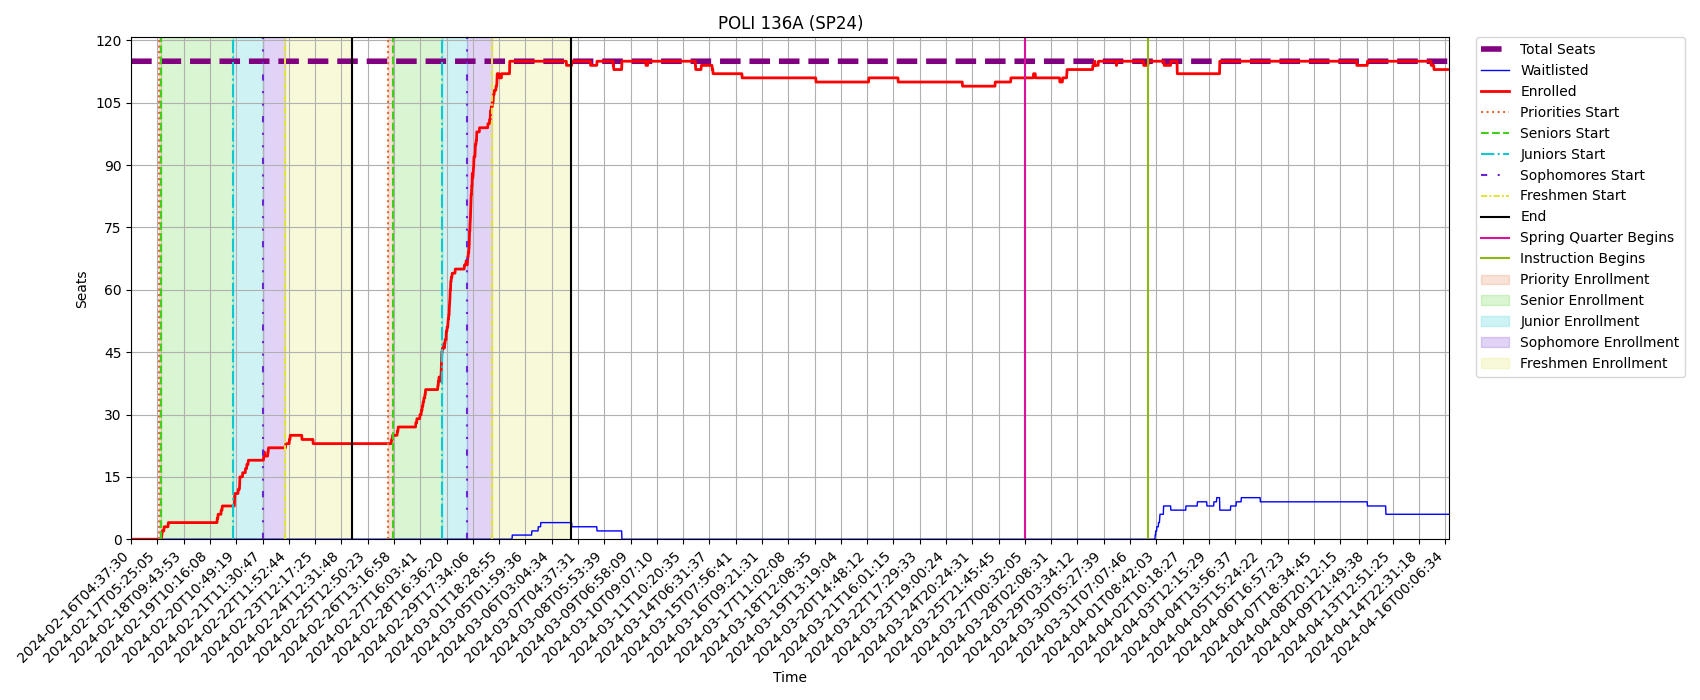 POLI 136A (SP24)
120
105
90
75
60
45
30
15
0
Seats
2024-02-16T04:37:30
2024-02-17T05:25:05
2024-02-18T09:43:53
2024-02-19T10:16:08
2024-02-20T10:49:19
2024-02-21T11:30:47
2024-02-22T11:52:44
2024-02-23T12:17:25
2024-02-24T12:31:48
2024-02-25T12:50:23
2024-02-26T13:16:58
2024-02-27T16:03:41
2024-02-28T16:36:20
2024-02-29T17:34:06
2024-03-01T18:28:55
2024-03-05T01:59:36
2024-03-06T03:04:34
2024-03-07T04:37:31
2024-03-08T05:53:39
2024-03-09T06:58:09
2024-03-10T09:07:10
2024-03-11T10:20:35
2024-03-14T06:31:37
2024-03-15T07:56:41
2024-03-16T09:21:31
2024-03-17T11:02:08
2024-03-18T12:08:35
2024-03-19T13:19:04
2024-03-20T14:48:12
2024-03-21T16:01:15
2024-03-22T17:29:33
2024-03-23T19:00:24
2024-03-24T20:24:31
2024-03-25T21:45:45
2024-03-27T00:32:05
2024-03-28T02:08:31
2024-03-29T03:34:12
2024-03-30T05:27:39
2024-03-31T07:07:46
2024-04-01T08:42:03
2024-04-02T10:18:27
2024-04-03T12:15:29
2024-04-04T13:56:37
2024-04-05T15:24:22
2024-04-06T16:57:23
2024-04-07T18:34:45
2024-04-08T20:12:15
2024-04-09T21:49:38
2024-04-13T12:51:25
2024-04-14T22:31:18
2024-04-16T00:06:34
Time
Total Seats
Waitlisted
Enrolled
Priorities Start
Seniors Start
Juniors Start
Sophomores Start
Freshmen Start
End
Spring Quarter Begins
Instruction Begins
Priority Enrollment
Senior Enrollment
Junior Enrollment
Sophomore Enrollment
Freshmen Enrollment